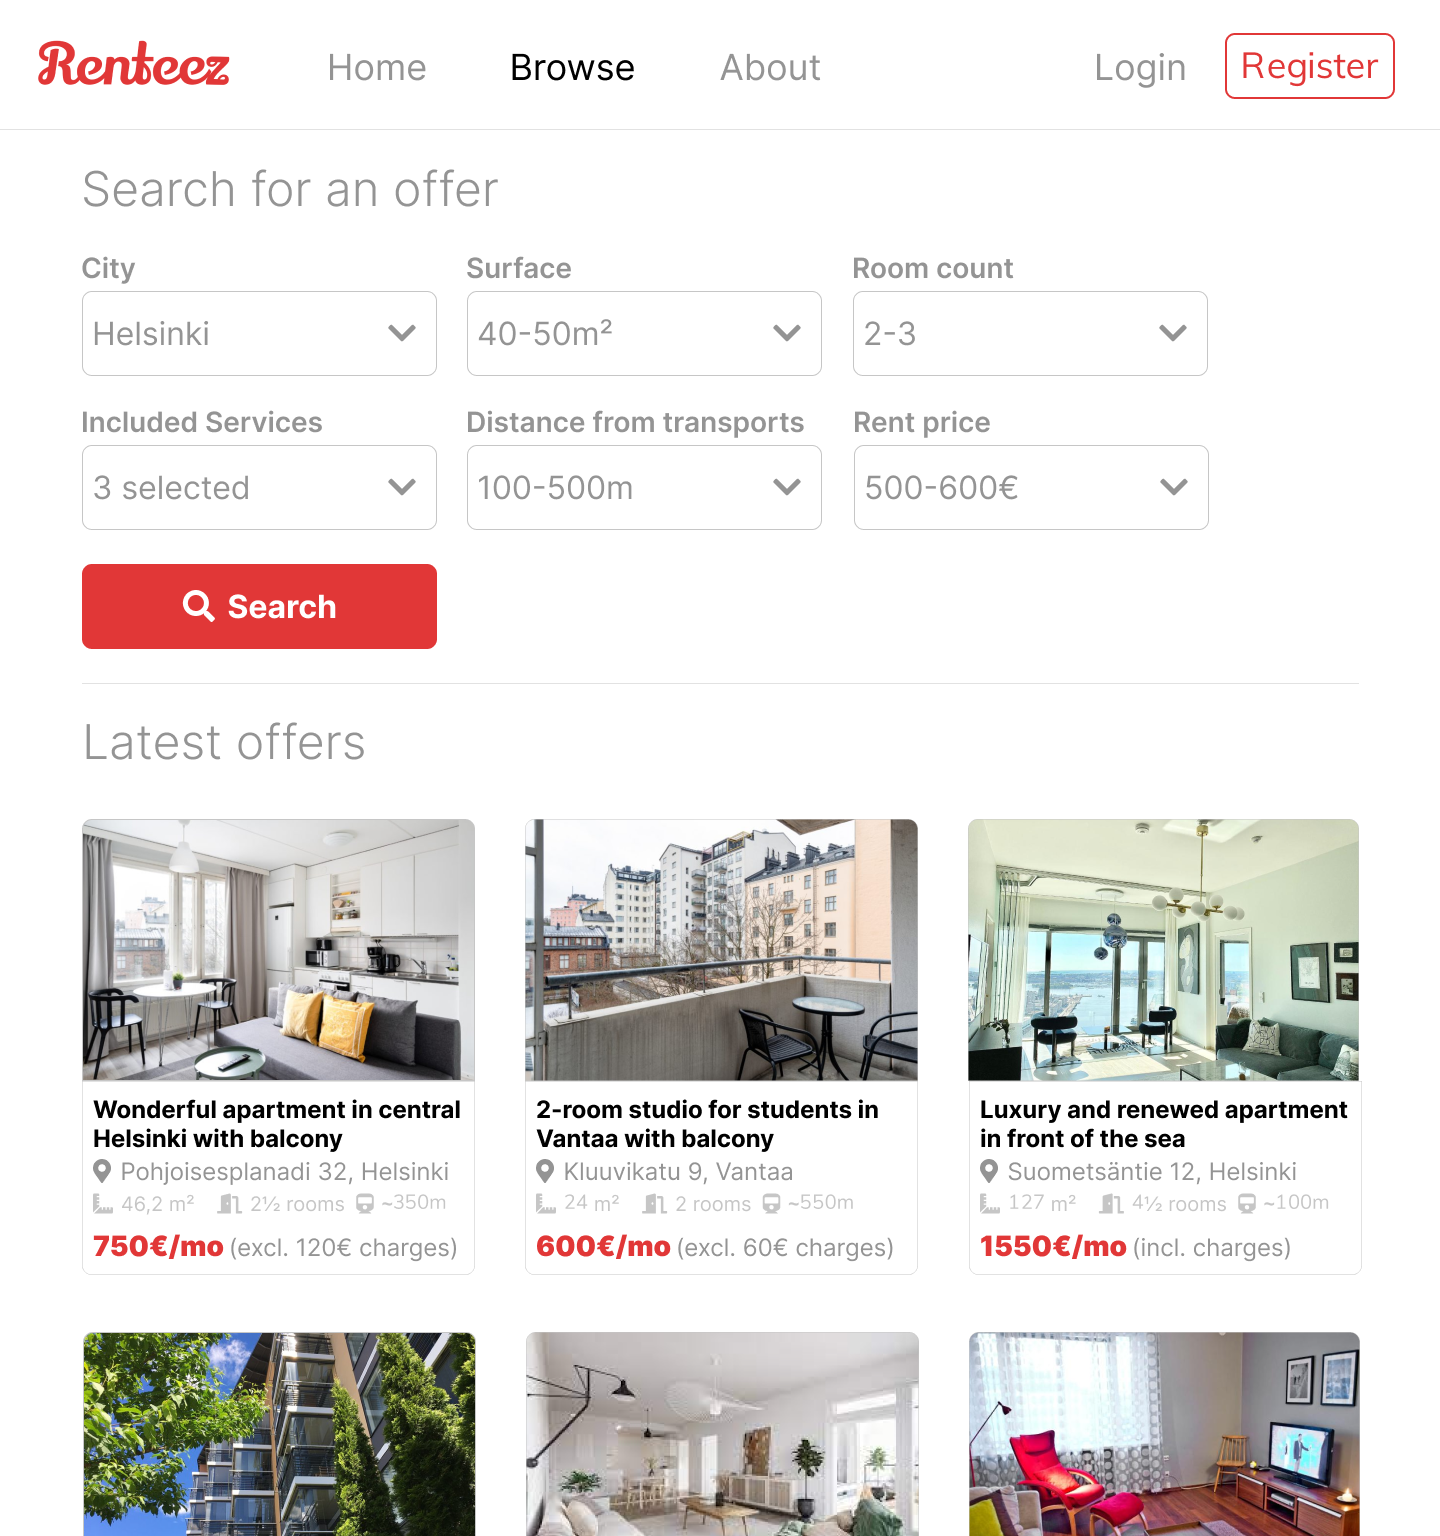 Renteez Home Browse About Login Register
Search for an offer
City Surface Room count
Helsinki 40-50m² 2-3
Included Services Distance from transports Rent price
3 selected 100-500m 500-600€
Search
Latest offers
Wonderful apartment in central
Helsinki with balcony
Pohjoisesplanadi 32, Helsinki
46,2 m² 2½ rooms ~350m
750€/mo (excl. 120€ charges)
2-room studio for students in
Vantaa with balcony
Kluuvikatu 9, Vantaa
24 m² 2 rooms ~550m
600€/mo (excl. 60€ charges)
Luxury and renewed apartment
in front of the sea
Suometsäntie 12, Helsinki
127 m² 4½ rooms ~100m
1550€/mo (incl. charges)